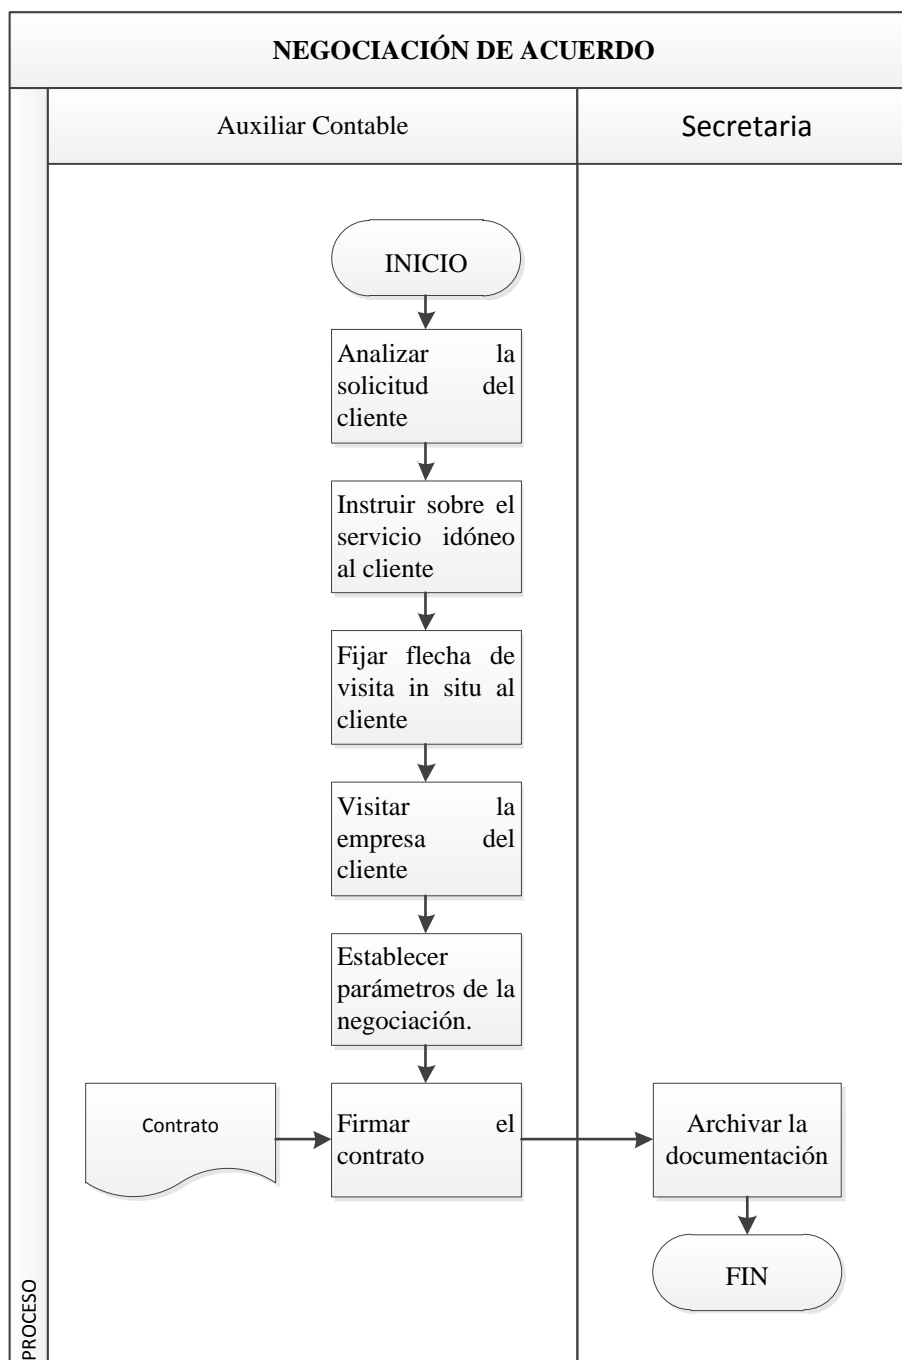 NEGOCIACIÓN DE ACUERDO
Auxiliar Contable
Secretaria
INICIO
Analizar la
solicitud del
cliente
Instruir sobre el
servicio idóneo
al cliente
Fijar flecha de
visita in situ al
cliente
Visitar la
empresa del
cliente
Establecer
parámetros de la
negociación.
Contrato
Firmar el
contrato
Archivar la
documentación
FIN
PROCESO